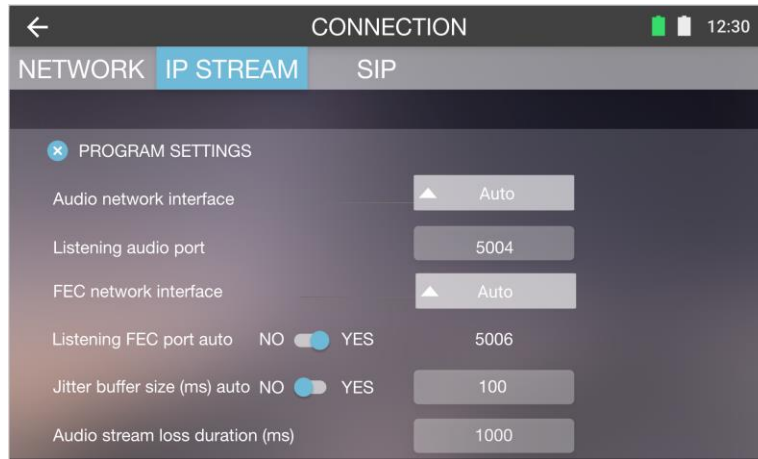 CONNECTION 12:30
NETWORK IP STREAM SIP
PROGRAM SETTINGS
Audio network interface Auto
Listening audio port 5004
FEC network interface Auto
Listening FEC port auto NO YES 5006
Jitter buffer size (ms) auto NO YES 100
Audio stream loss duration (ms) 1000